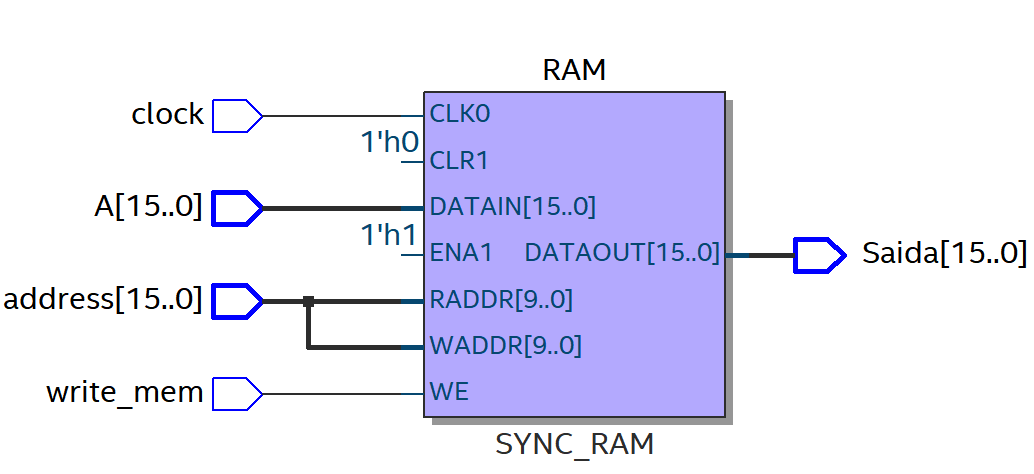 RAM
clock
CLK0
1'h0
CLR1
A[15..0]
DATAIN[15..0]
1'h1
ENA1
DATAOUT[15..0]
Saida[15..0]
address[15..0]
RADDR[9..0]
WADDR[9..0]
write_mem
WE
SYNC_RAM